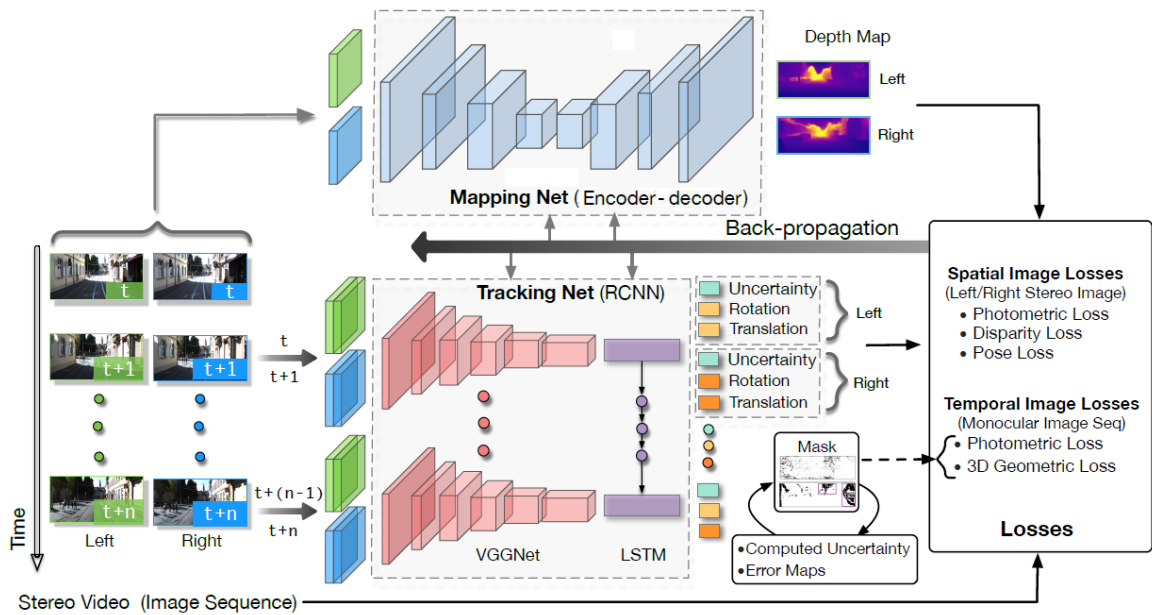 Depth Map
Left
Right
Mapping Net (Encoder-decoder)
Back-propagation
t
t
t+1
t+1
t+n
t+n
Left
Right
Time
t
t+1
t+(n-1)
t+n
Tracking Net (RCNN)
VGGNet
LSTM
Uncertainty
Rotation
Translation
Left
Uncertainty
Rotation
Translation
Right
Mask
•Computed Uncertainty
•Error Maps
Spatial Image Losses
(Left/Right Stereo Image)
• Photometric Loss
• Disparity Loss
• Pose Loss
Temporal Image Losses
(Monocular Image Seq)
• Photometric Loss
• 3D Geometric Loss
Losses
Stereo Video (Image Sequence)